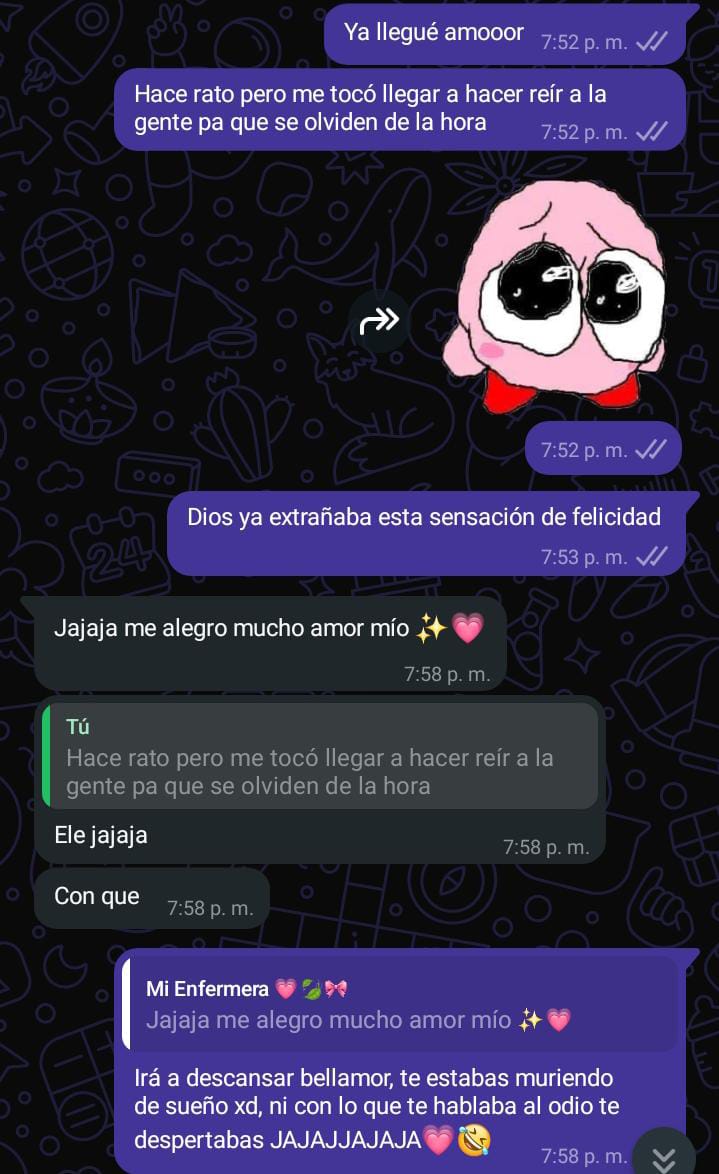 Ya llegué amooor
7:52 p. m.
Hace rato pero me tocó llegar a hacer reír a la
gente pa que se olviden de la hora
7:52 p. m.
7:52 p. m.
Dios ya extrañaba esta sensación de felicidad
7:53 p. m.
Jajaja me alegro mucho amor mío ✨💗
7:58 p. m.
Tú
Hace rato pero me tocó llegar a hacer reír a la
gente pa que se olviden de la hora
Ele jajaja
7:58 p. m.
Con que
7:58 p. m.
Mi Enfermera 💗🍃🎀
Jajaja me alegro mucho amor mío ✨💗
Irá a descansar bellamor, te estabas muriendo
de sueño xd, ni con lo que te hablaba al odio te
despertabas JAJAJJAJAJA💗🤣
7:58 p. m.